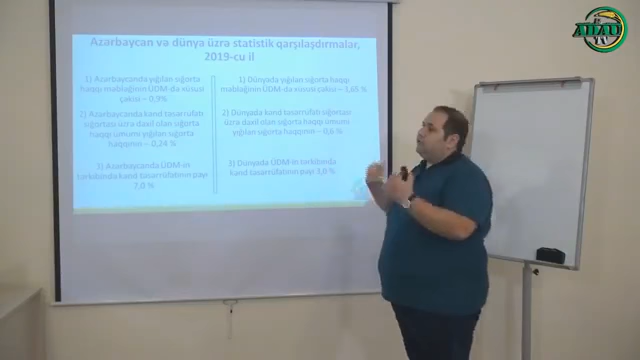 Azərbaycan və dünya üzrə statistik qarşılaşdırmalar,
2019-cu il
1) Azərbaycanda yığılan sığorta
haqqı məbləğinin ÜDM-da xüsusi
çəkisi – 0,9%
2) Azərbaycanda kənd təsərrüfatı
sığortası üzrə daxil olan sığorta
haqqı ümumi yığılan sığorta
haqqının – 0,24 %
3) Azərbaycanda ÜDM-in
tərkibində kənd təsərrüfatının payı
7,0 %
1) Dünyada yığılan sığorta haqqı
məbləğinin ÜDM-da xüsusi çəkisi –
2) Dünyada kənd təsərrüfatı sığortası
üzrə daxil olan sığorta haqqı ümumi
yığılan sığorta haqqının – 0,6 %
3) Dünyada ÜDM-in tərkibində
kənd təsərrüfatının payı 3,0 %
ADAU
TV